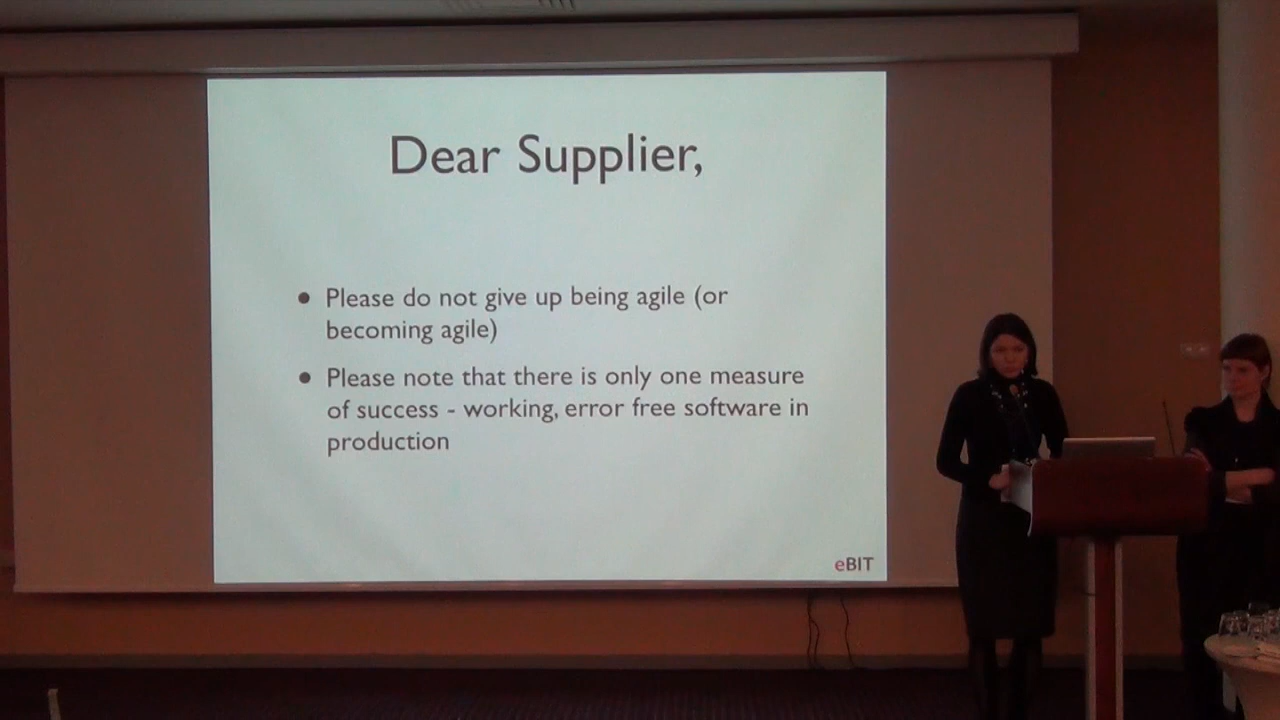 Dear Supplier,
• Please do not give up being agile (or
becoming agile)
• Please note that there is only one measure
of success - working, error free software in
production
eBIT